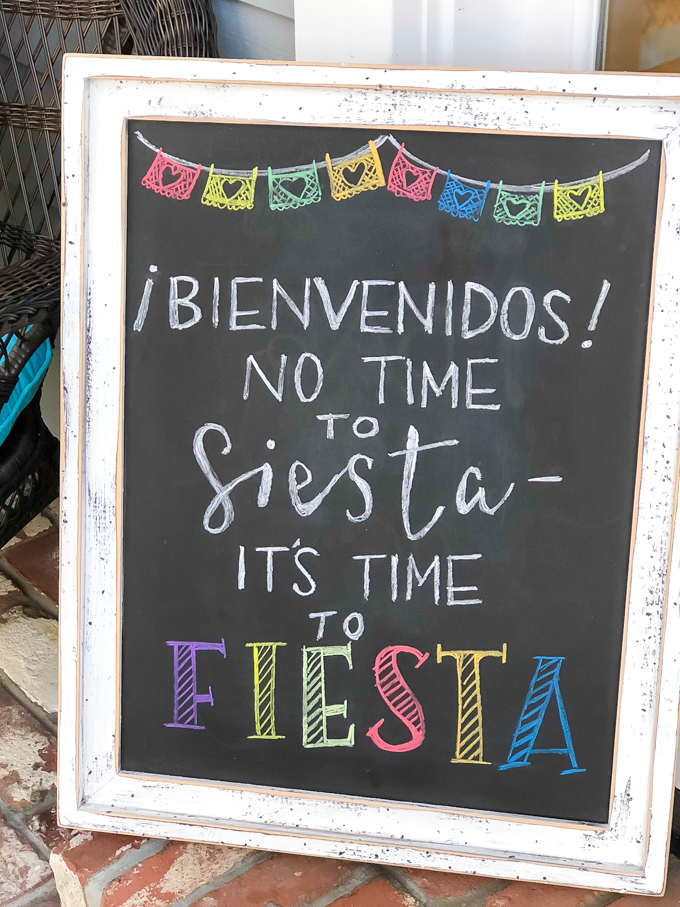 ¡BIENVENIDOS!
NO TIME
TO
Siesta-
IT'S TIME
TO
FIESTA